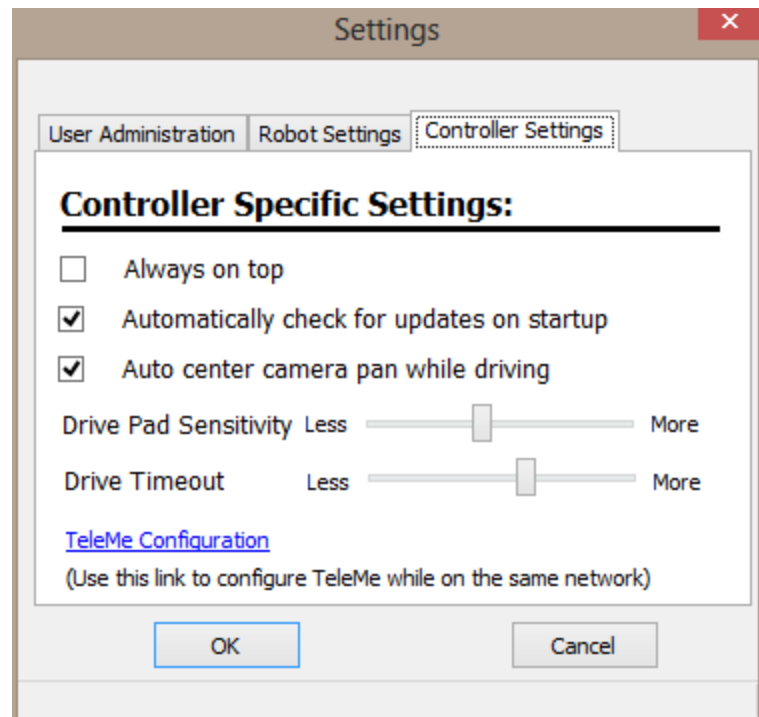 Settings
User Administration Robot Settings Controller Settings
Controller Specific Settings:
Always on top
Automatically check for updates on startup
Auto center camera pan while driving
Drive Pad Sensitivity Less More
Drive Timeout Less More
TeleMe Configuration
(Use this link to configure TeleMe while on the same network)
OK Cancel